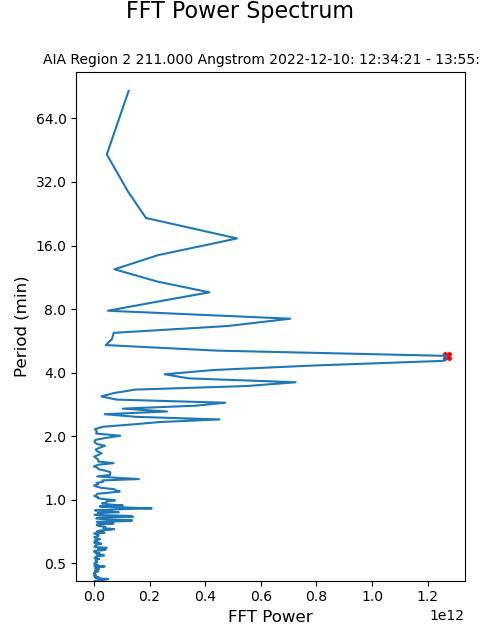 FFT Power Spectrum
AIA Region 2 211.000 Angstrom 2022-12-10: 12:34:21 - 13:55:
64.0
32.0
16.0
8.0
4.0
2.0
1.0
0.5
Period (min)
0.0 0.2 0.4 0.6 0.8 1.0 1.2
1e12
FFT Power